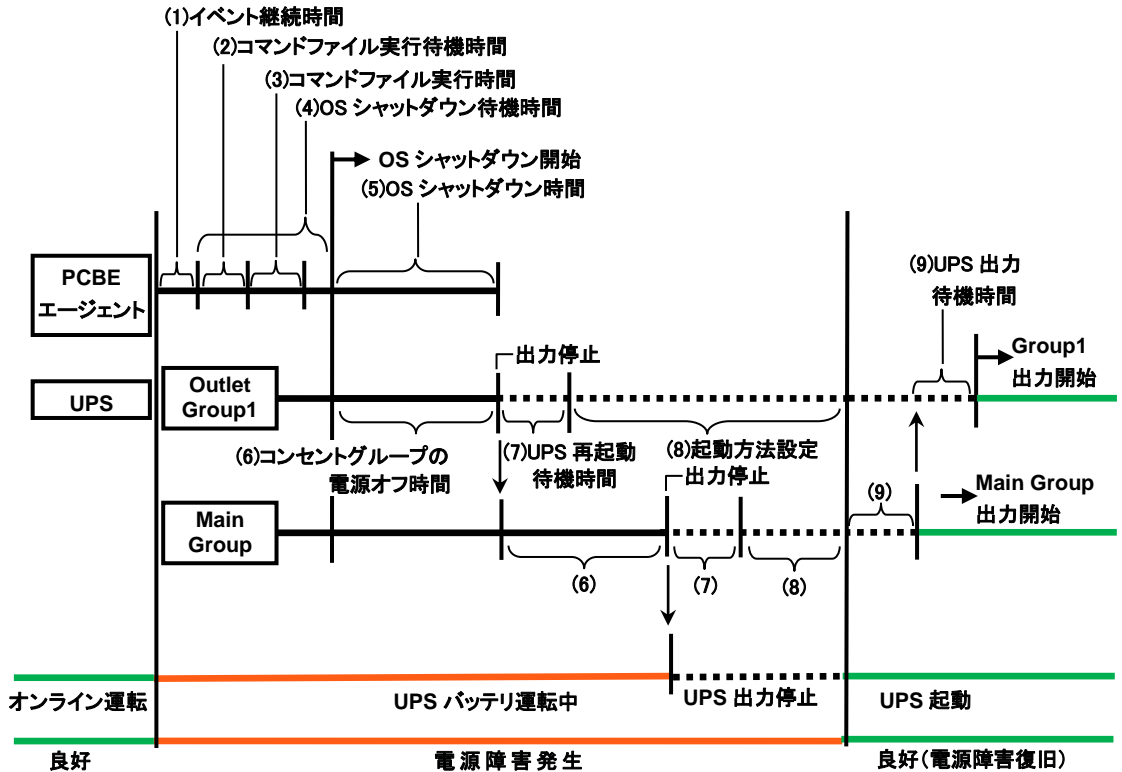 (1)イベント継続時間
(2)コマンドファイル実行待機時間
(3)コマンドファイル実行時間
(4)OS シャットダウン待機時間
OS シャットダウン開始
(5)OS シャットダウン時間
PCBE
エージェント
(9)UPS 出力
待機時間
UPS
Outlet
Group1
出力停止
Group1
出力開始
(6)コンセントグループの
電源オフ時間
(7)UPS 再起動
待機時間
(8)起動方法設定
出力停止
Main
Group
(9)
Main Group
出力開始
(6)
(7)
(8)
オンライン運転
UPS バッテリ運転中
UPS 出力停止
UPS 起動
良好
電源障害発生
良好(電源障害復旧)